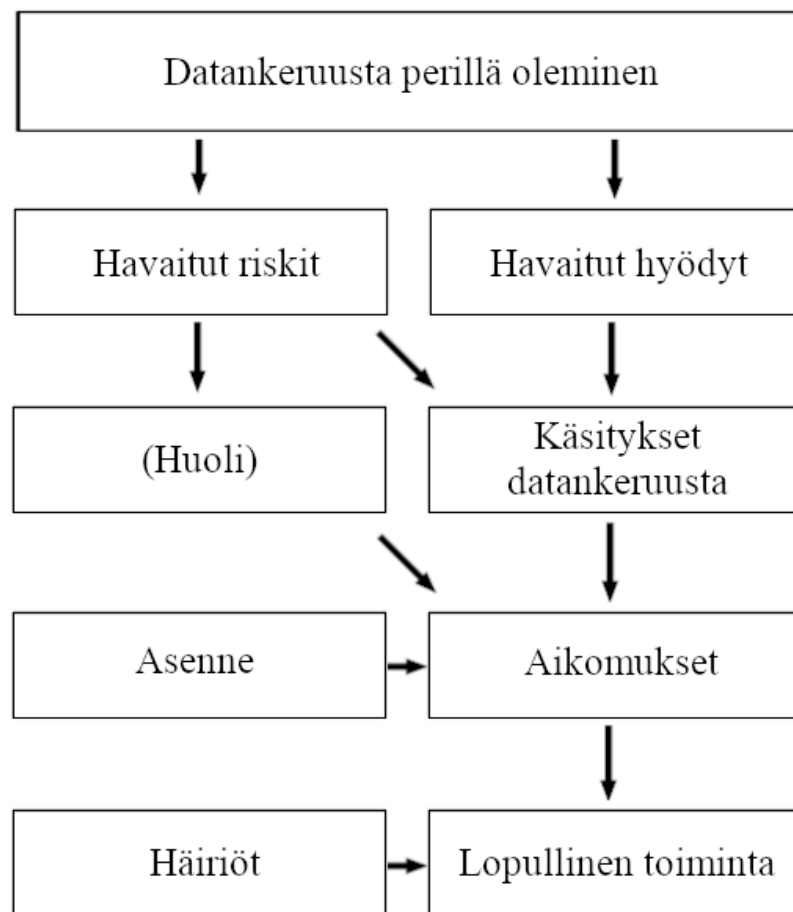 Datankeruusta perillä oleminen
Havaitut riskit
Havaitut hyödyt
(Huoli)
Käsitykset
datankeruusta
Asenne
Aikomukset
Häiriöt
Lopullinen toiminta